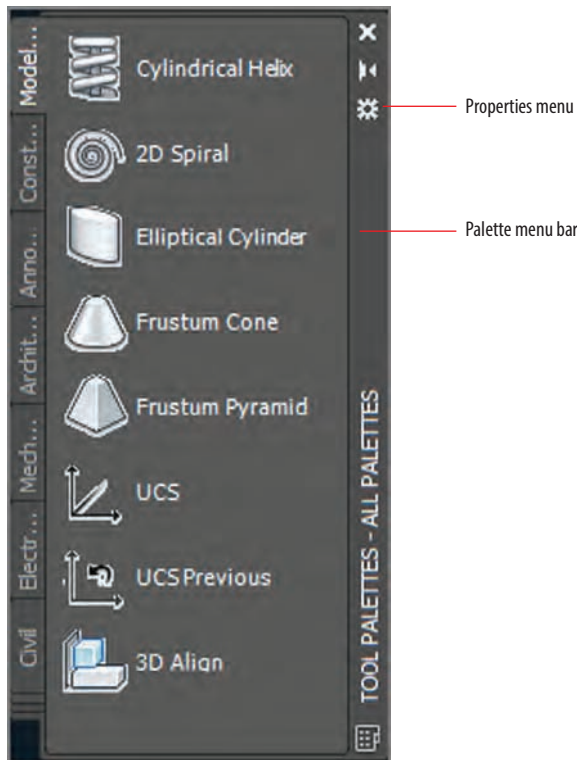 Model...
Const...
Anno...
Archit...
Mech...
Electr...
Civil
Cylindrical Helix
2D Spiral
Elliptical Cylinder
Frustum Cone
Frustum Pyramid
UCS
UCS Previous
3D Align
TOOL PALETTES - ALL PALETTES
Properties menu
Palette menu bar